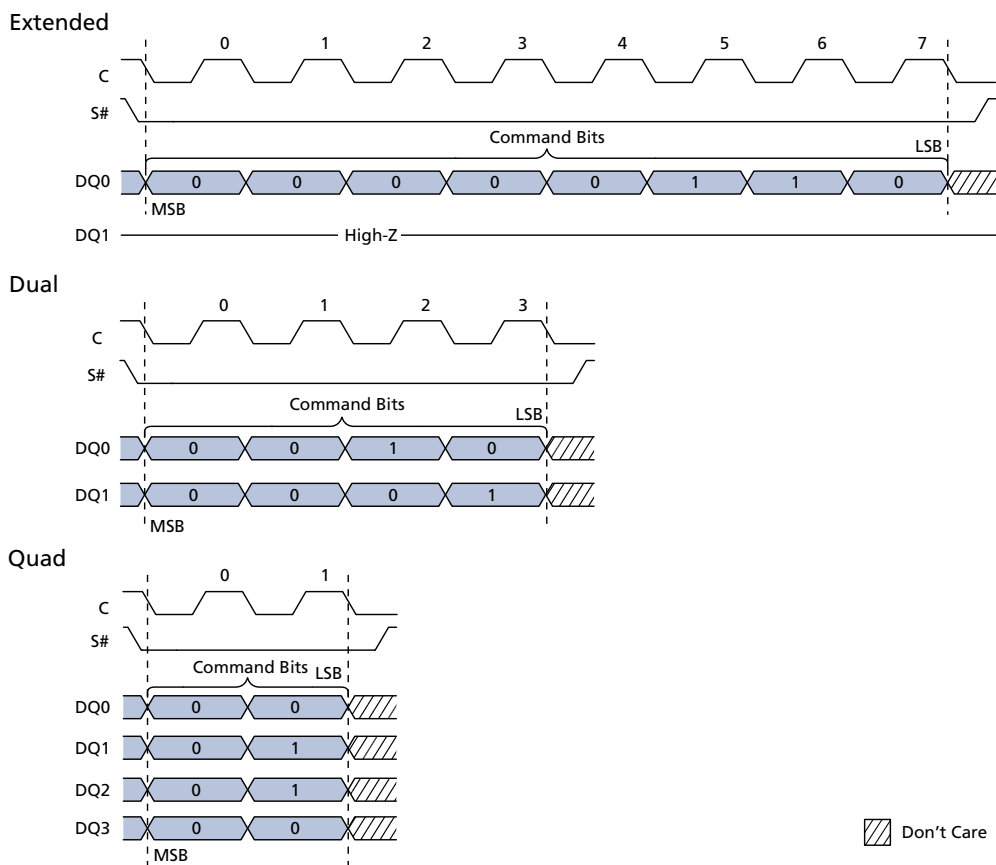 Extended
0 1 2 3 4 5 6 7
C
S#
Command Bits
LSB
DQ0 0 0 0 0 0 1 1 0
MSB
DQ1 High-Z
Dual
0 1 2 3
C
S#
Command Bits
LSB
DQ0 0 0 1 0
DQ1 0 0 0 1
MSB
Quad
0 1
C
S#
Command Bits
LSB
DQ0 0 0
DQ1 0 1
DQ2 0 1
DQ3 0 0
MSB
Don't Care